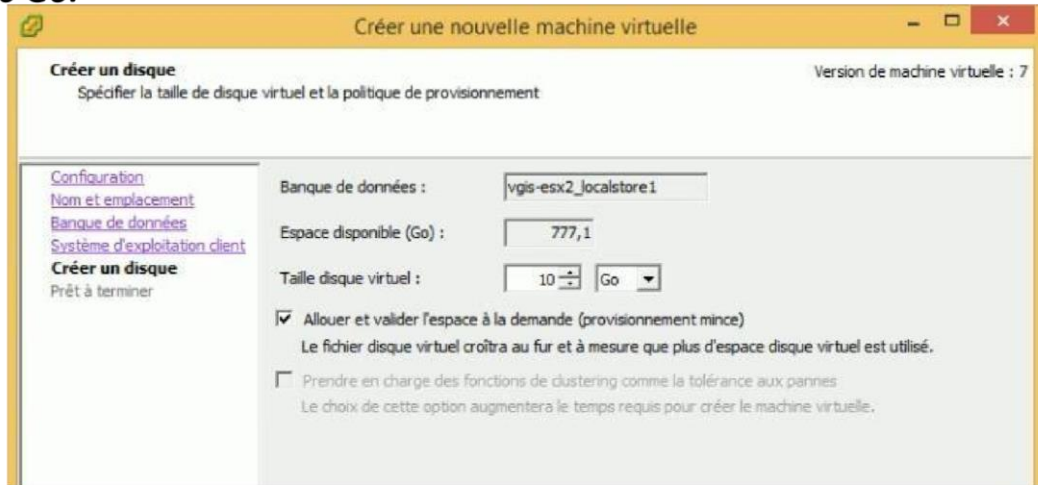 Créer une nouvelle machine virtuelle
Créer un disque
Version de machine virtuelle : 7
Spécifier la taille de disque virtuel et la politique de provisionnement
Configuration
Nom et emplacement
Banque de données
Système d'exploitation client
Créer un disque
Prêt à terminer
Banque de données :
vgis-esx2_localstore1
Espace disponible (Go) :
777,1
Taille disque virtuel :
10
Go
Allouer et valider l'espace à la demande (provisionnement mince)
Le fichier disque virtuel croîtra au fur et à mesure que plus d'espace disque virtuel est utilisé.
Prendre en charge des fonctions de clustering comme la tolérance aux pannes
Le choix de cette option augmentera le temps requis pour créer le machine virtuelle.